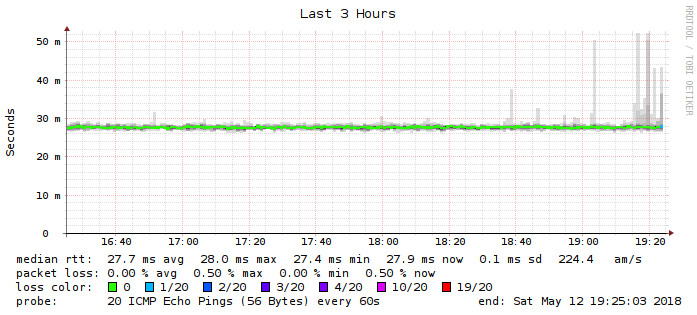 Last 3 Hours
RRDTOOL / TOBI OETIKER
Seconds
50 m
40 m
30 m
20 m
10 m
0
16:40 17:00 17:20 17:40 18:00 18:20 18:40 19:00 19:20
median rtt: 27.7 ms avg 28.0 ms max 27.4 ms min 27.9 ms now 0.1 ms sd 224.4 am/s
packet loss: 0.00 % avg 0.50 % max 0.00 % min 0.50 % now
loss color: 0 1/20 2/20 3/20 4/20 10/20 19/20
probe: 20 ICMP Echo Pings (56 Bytes) every 60s end: Sat May 12 19:25:03 2018